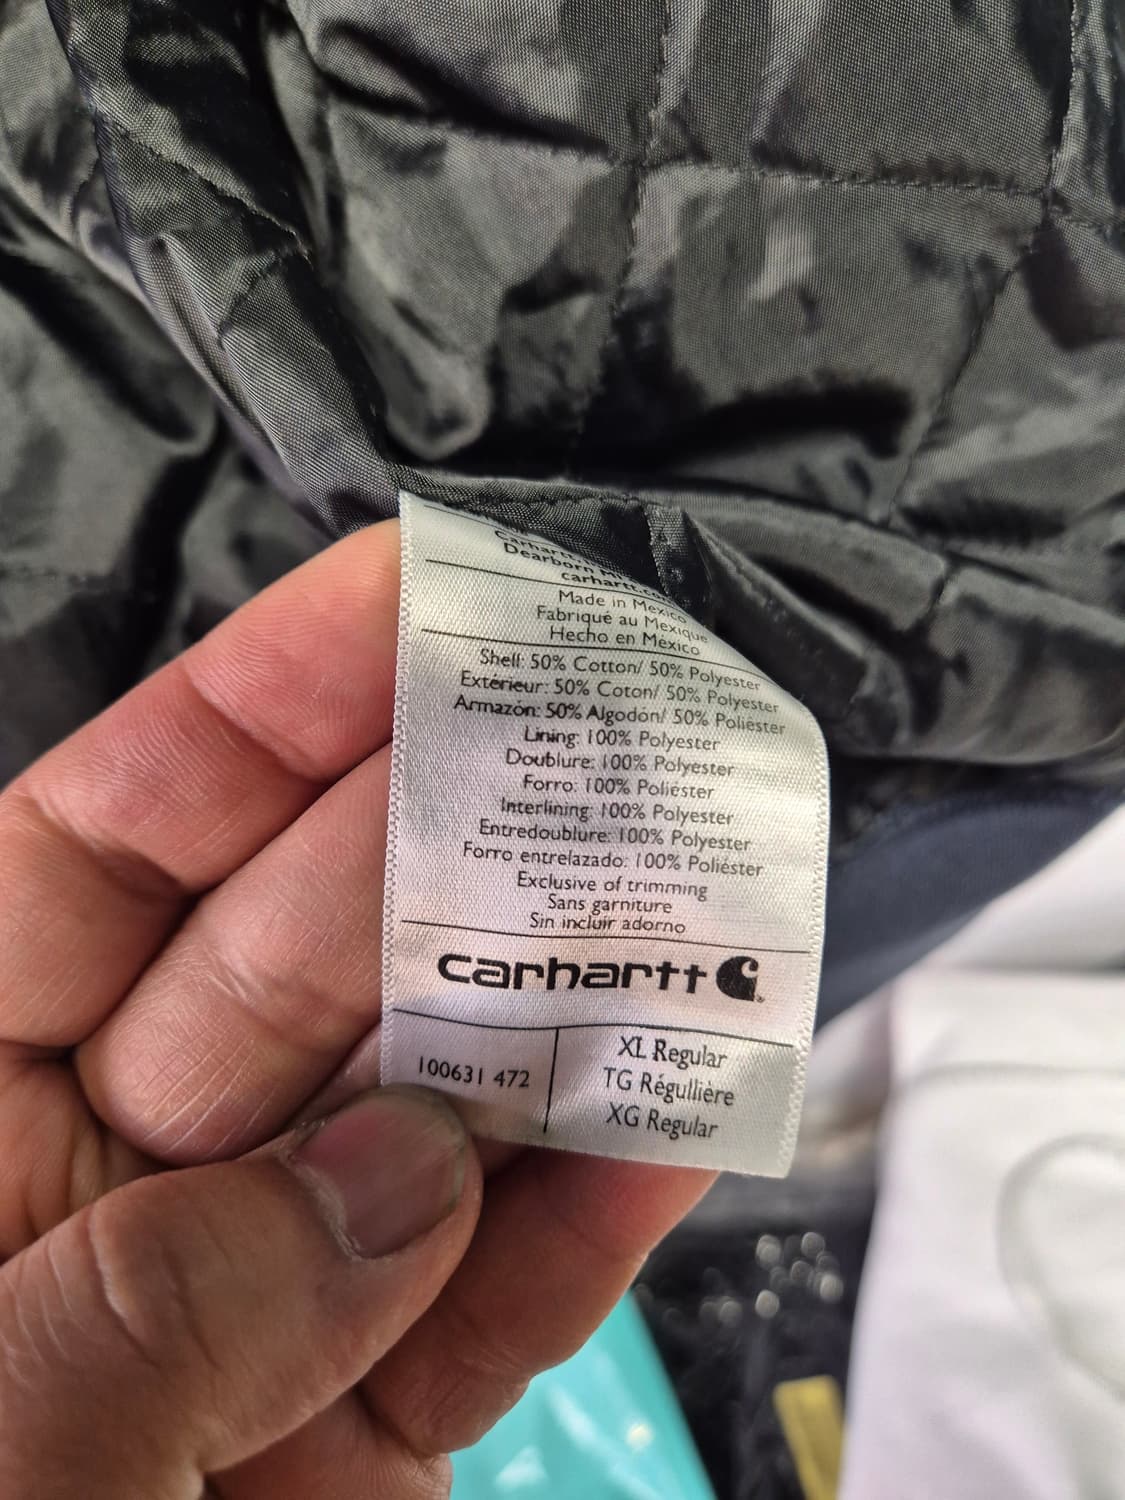 Carhartt
Dearborn
carhartt.co
Made in Mexico
Fabriqué au Mexique
Hecho en México
Shell: 50% Cotton/ 50% Polyester
Extérieur: 50% Coton/ 50% Polyester
Armazón: 50% Algodón/ 50% Poliéster
Lining: 100% Polyester
Doublure: 100% Polyester
Forro: 100% Poliéster
Interlining: 100% Polyester
Entredoublure: 100% Polyester
Forro entrelazado: 100% Poliéster
Exclusive of trimming
Sans garniture
Sin incluir adorno
carhartt
100631 472
XL Regular
TG Régullière
XG Regular